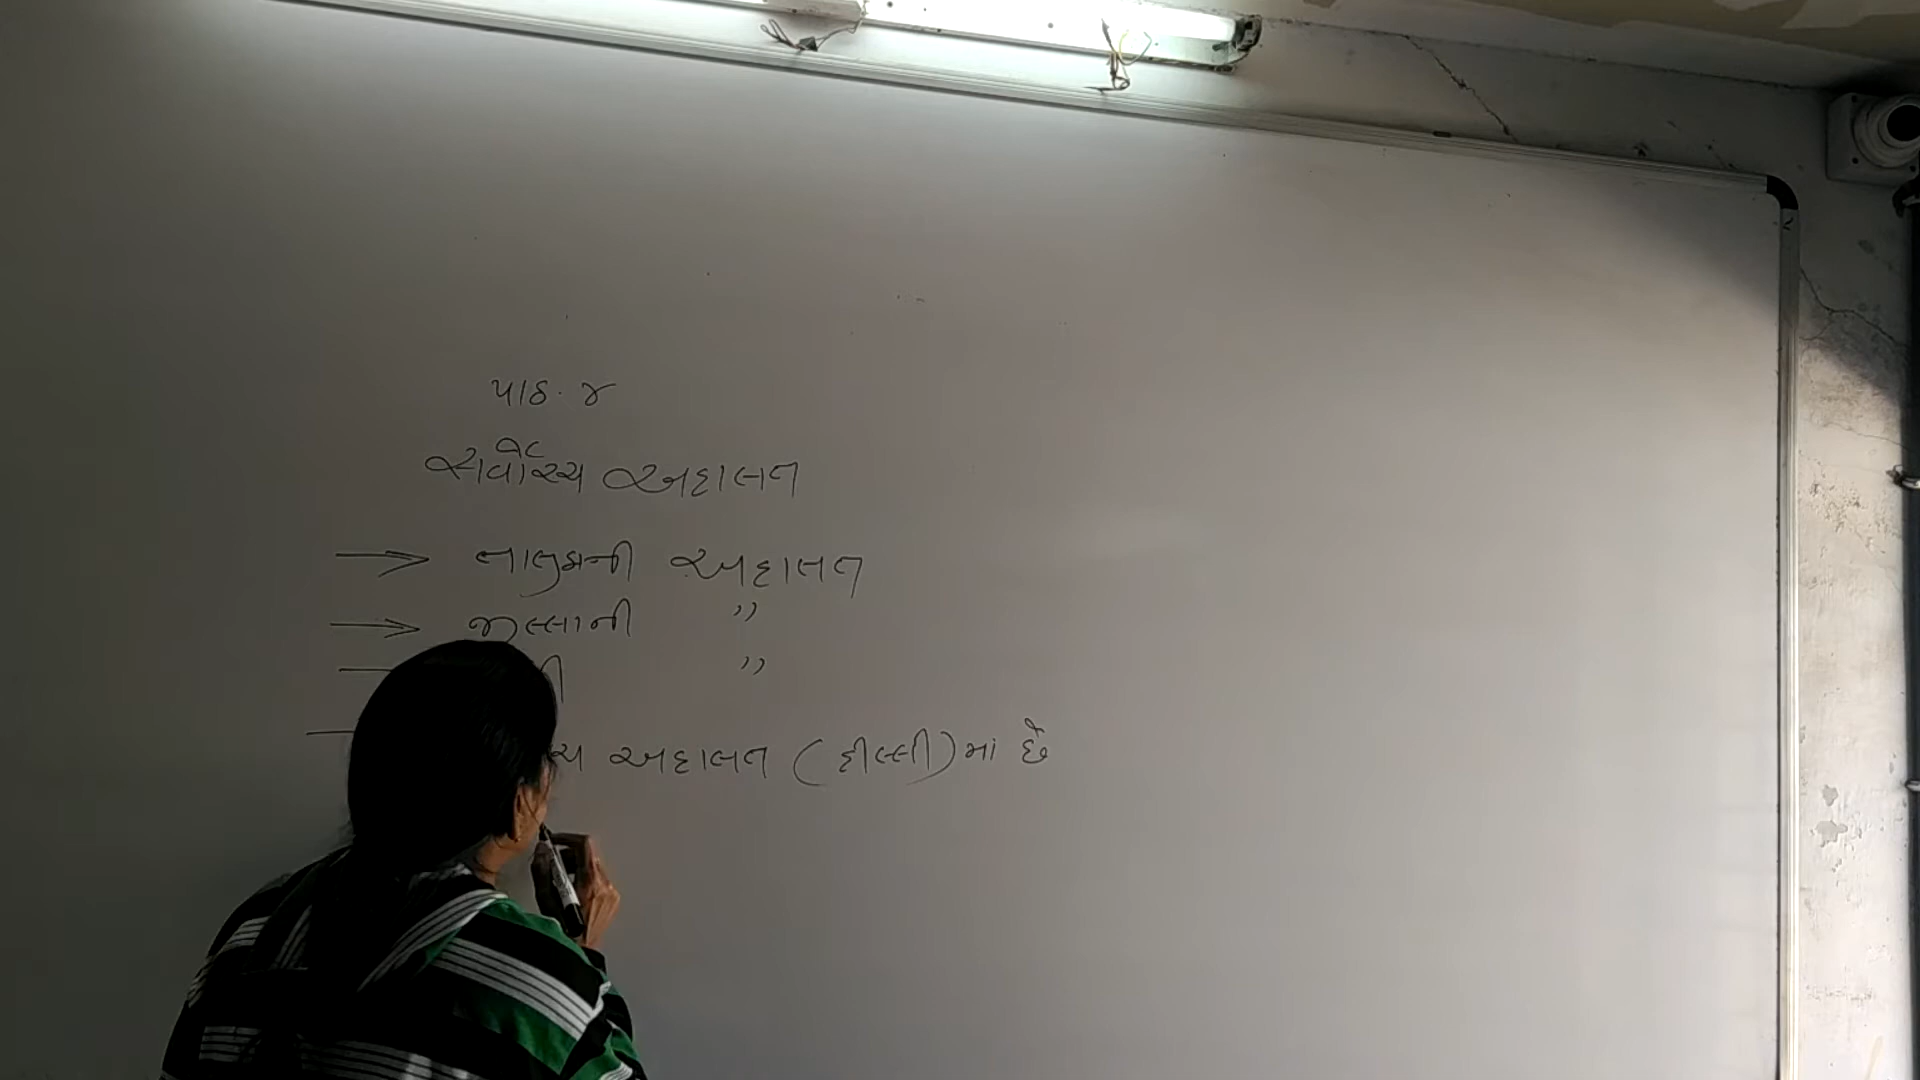 પાઠ. ૪
સર્વોચ્ચ અદાલત
→ તાલુકાની અદાલત
→ જીલ્લાની ,,
,,
અદાલત (દીલ્લી) માં છે